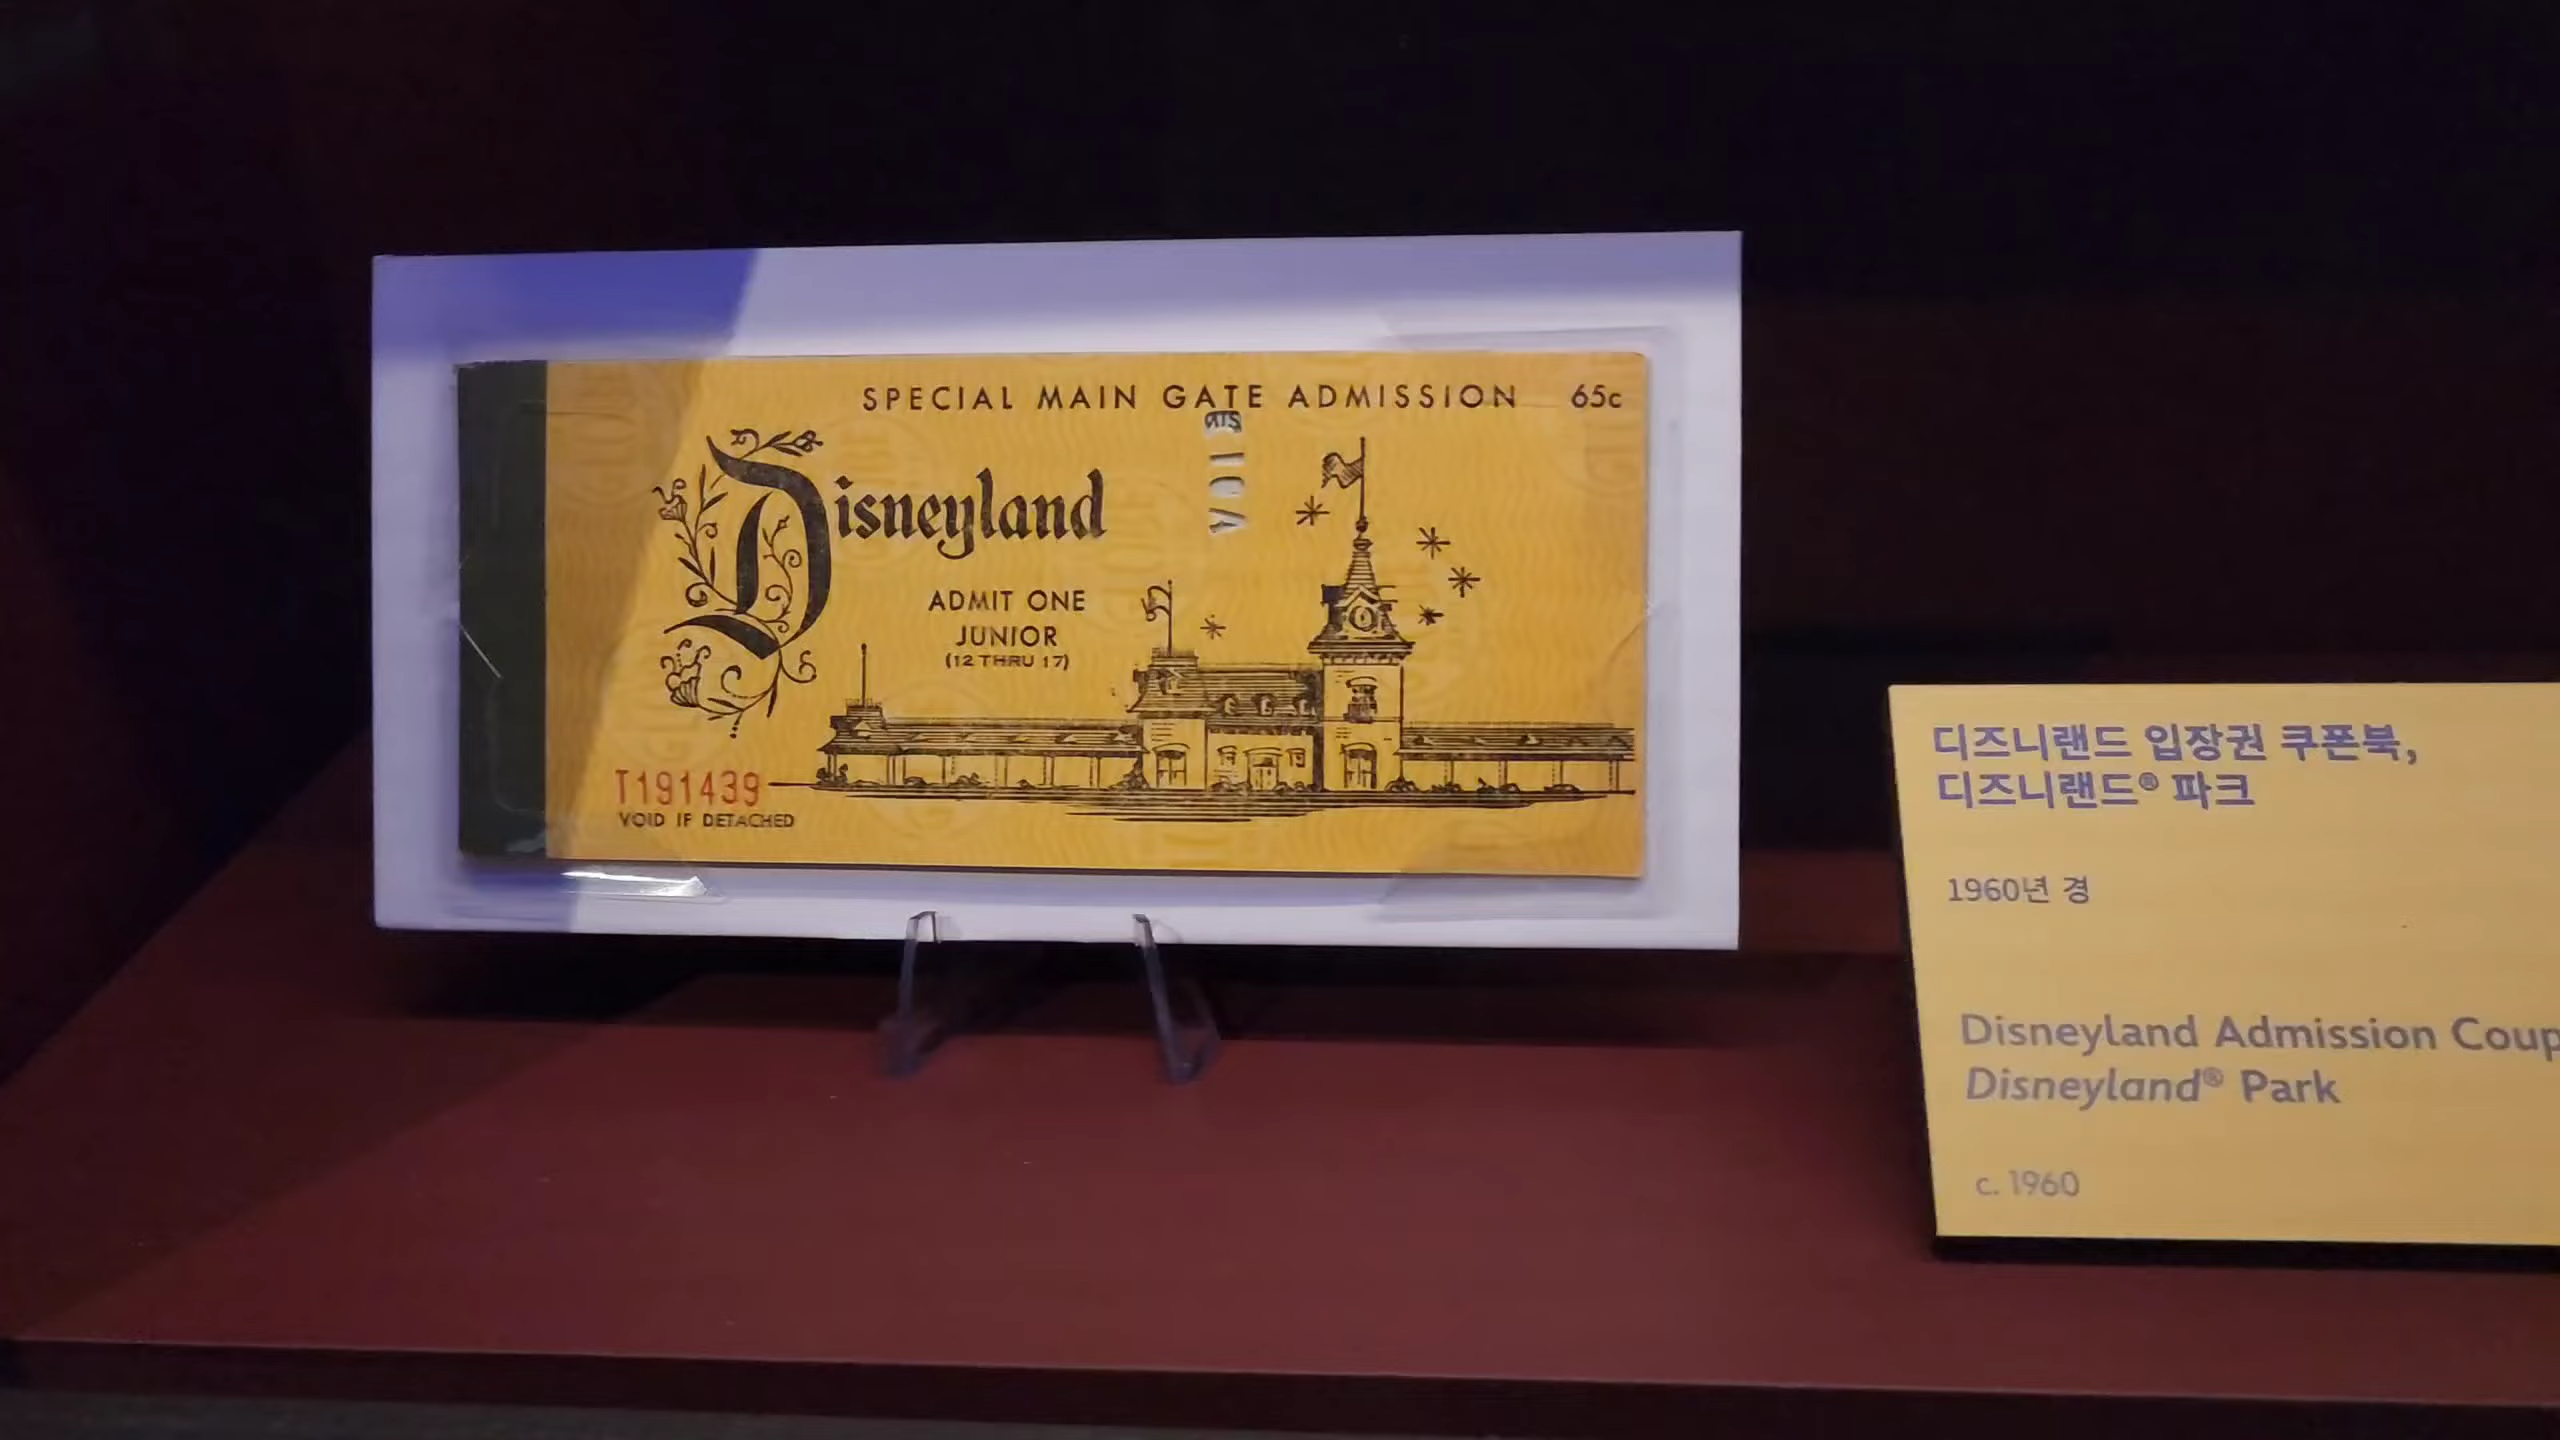 SPECIAL MAIN GATE ADMISSION 65c
Disneyland
ADMIT ONE
JUNIOR
(12 THRU 17)
T191439
VOID IF DETACHED
VOID
디즈니랜드 입장권 쿠폰북,
디즈니랜드® 파크
1960년 경
Disneyland Admission Coup
Disneyland® Park
c. 1960